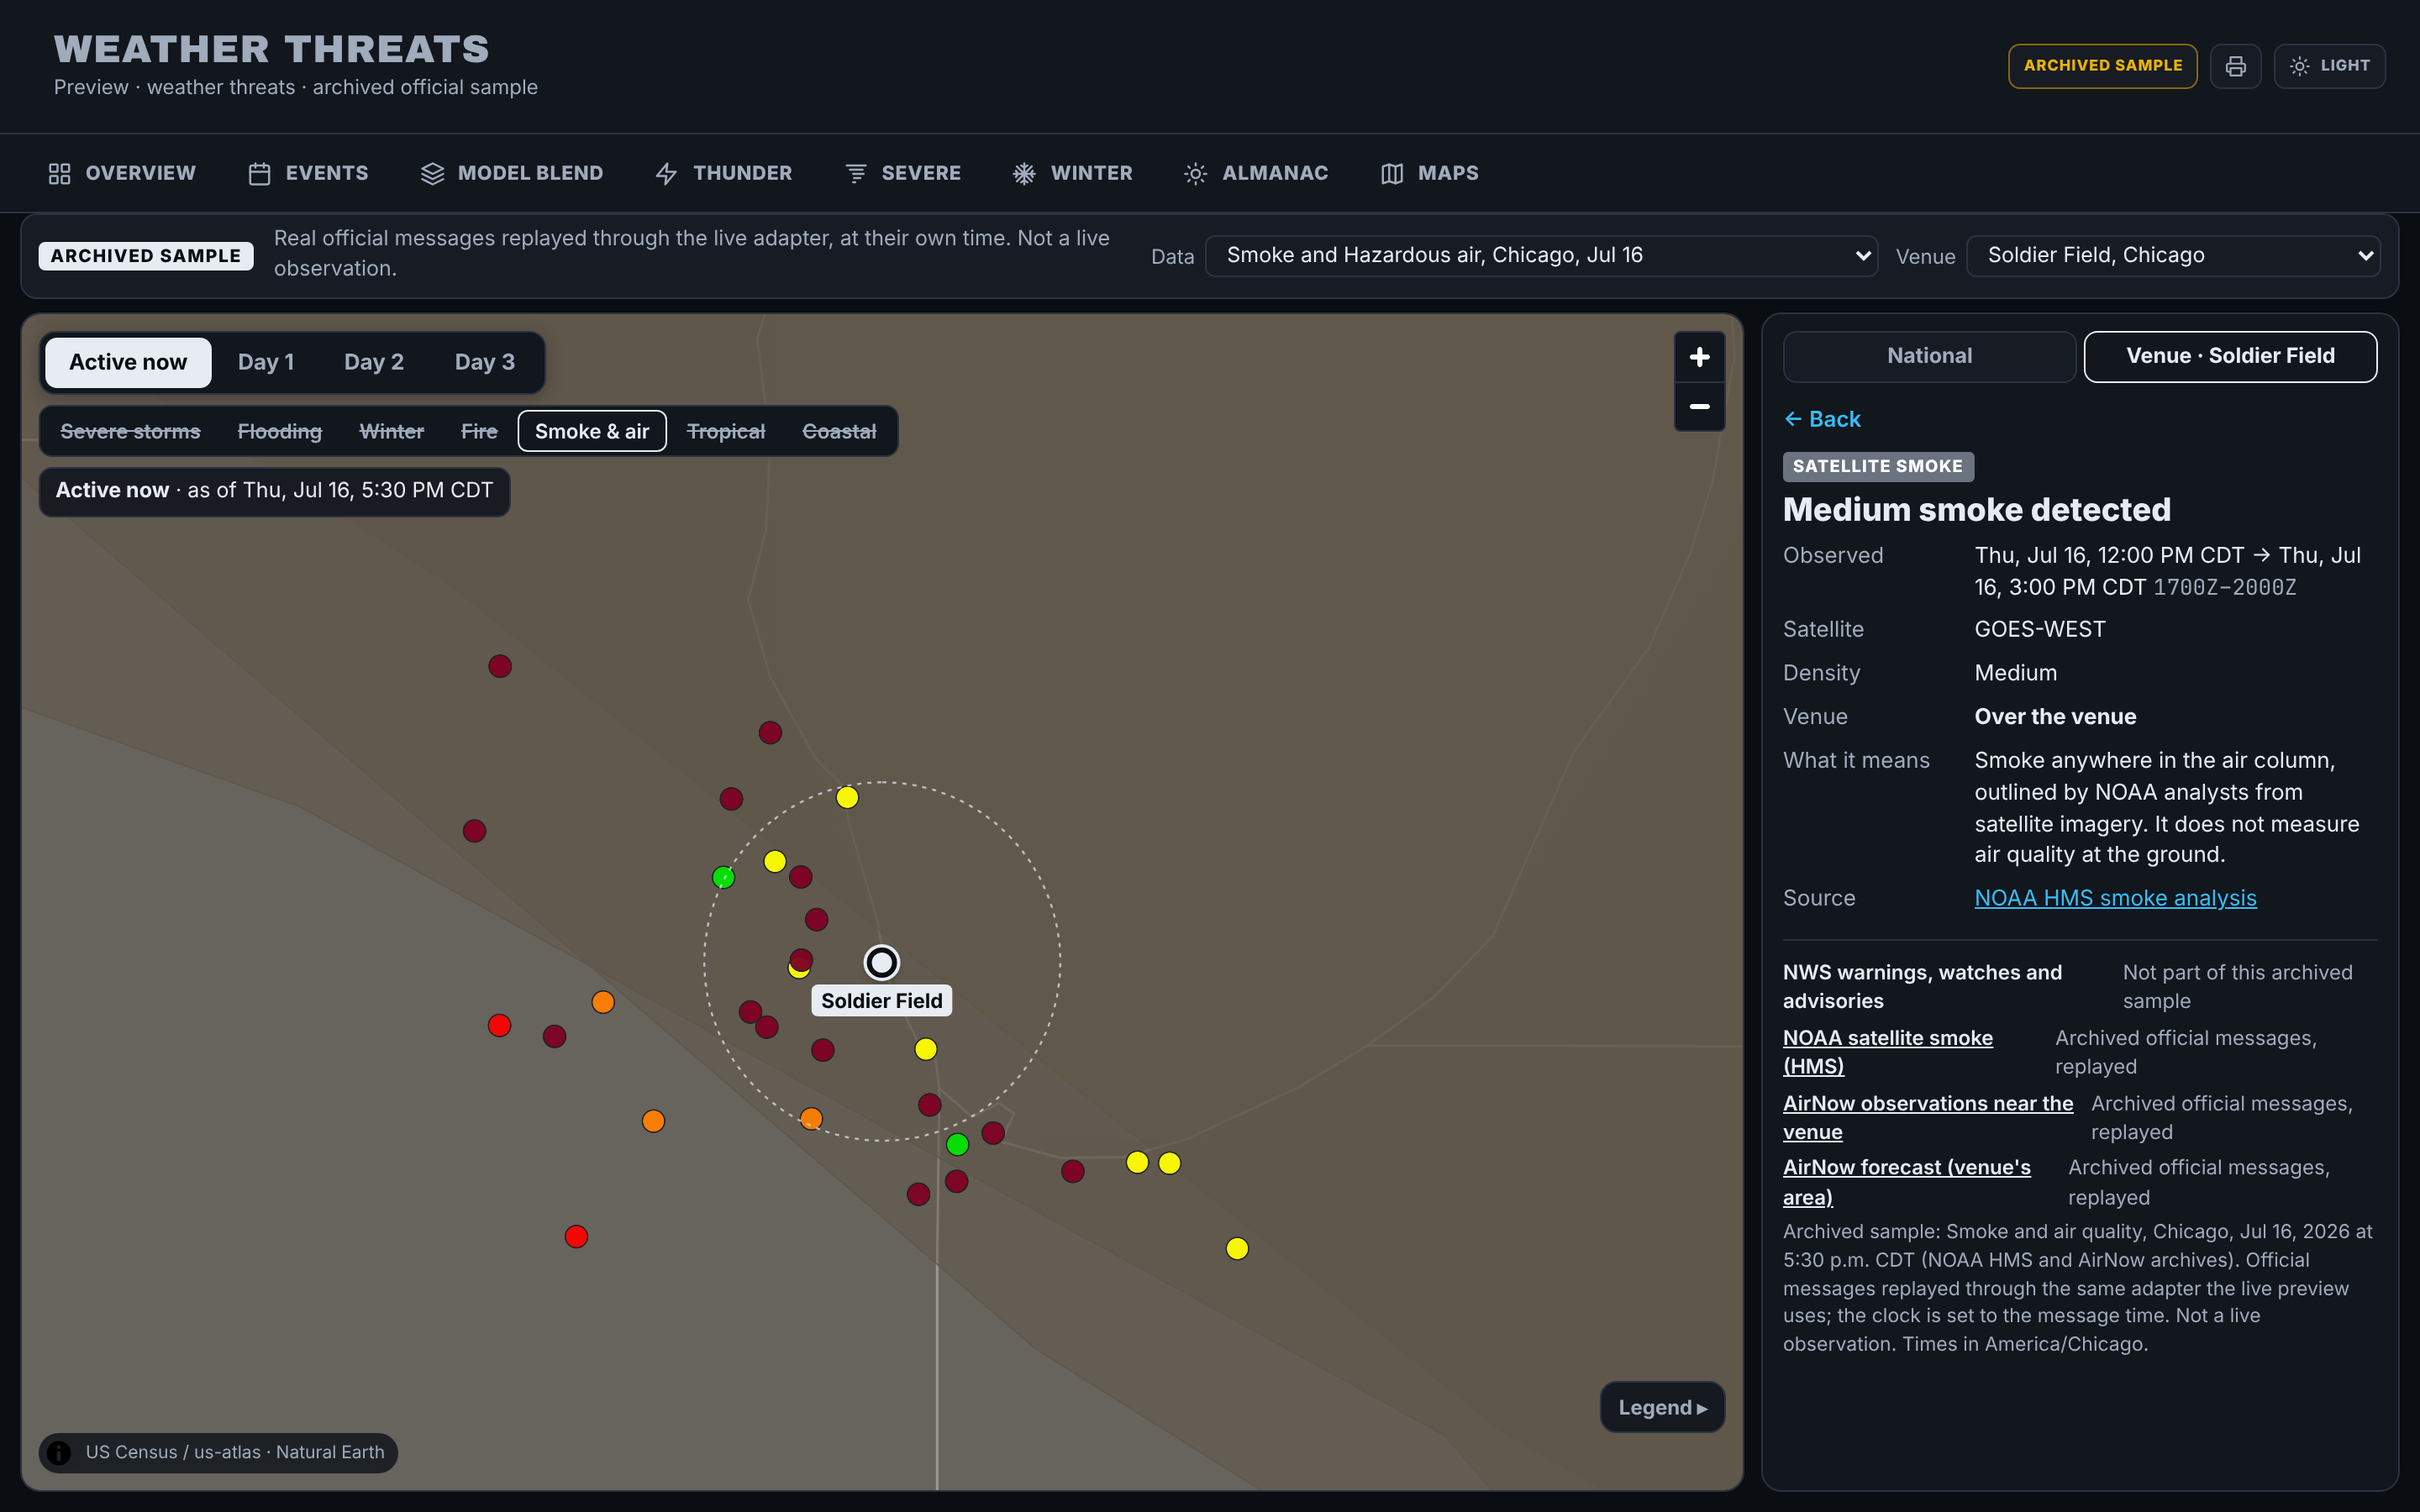 WEATHER THREATS
Preview · weather threats · archived official sample
ARCHIVED SAMPLE
LIGHT
OVERVIEW
EVENTS
MODEL BLEND
THUNDER
SEVERE
WINTER
ALMANAC
MAPS
ARCHIVED SAMPLE
Real official messages replayed through the live adapter, at their own time. Not a live
observation.
Data
Smoke and Hazardous air, Chicago, Jul 16
Venue
Soldier Field, Chicago
Active now
Day 1
Day 2
Day 3
Severe storms
Flooding
Winter
Fire
Smoke & air
Tropical
Coastal
Active now · as of Thu, Jul 16, 5:30 PM CDT
+
−
Soldier Field
Legend ▸
US Census / us-atlas · Natural Earth
National
Venue · Soldier Field
← Back
SATELLITE SMOKE
Medium smoke detected
Observed
Thu, Jul 16, 12:00 PM CDT → Thu, Jul
16, 3:00 PM CDT 1700Z–2000Z
Satellite
GOES-WEST
Density
Medium
Venue
Over the venue
What it means
Smoke anywhere in the air column,
outlined by NOAA analysts from
satellite imagery. It does not measure
air quality at the ground.
Source
NOAA HMS smoke analysis
NWS warnings, watches and
advisories
Not part of this archived
sample
NOAA satellite smoke
(HMS)
Archived official messages,
replayed
AirNow observations near the
venue
Archived official messages,
replayed
AirNow forecast (venue's
area)
Archived official messages,
replayed
Archived sample: Smoke and air quality, Chicago, Jul 16, 2026 at
5:30 p.m. CDT (NOAA HMS and AirNow archives). Official
messages replayed through the same adapter the live preview
uses; the clock is set to the message time. Not a live
observation. Times in America/Chicago.